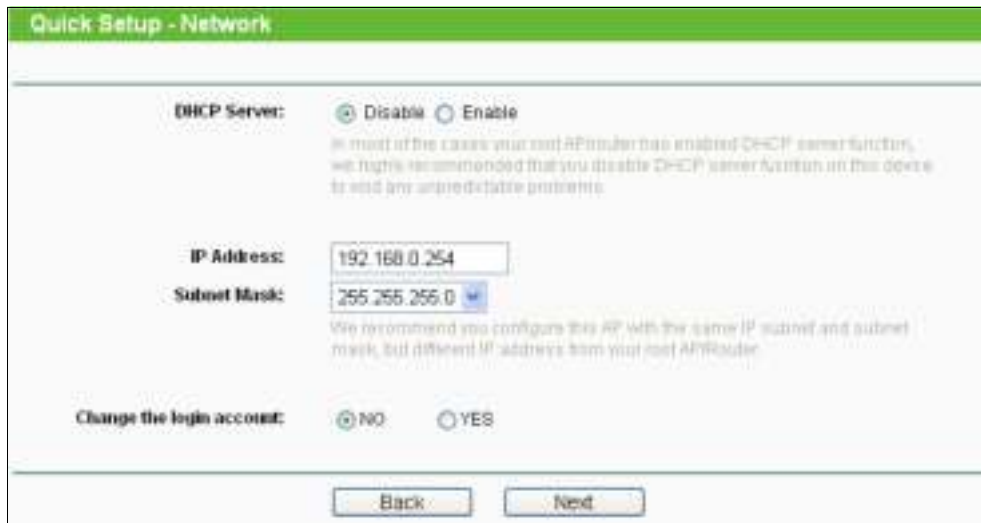 Quick Setup - Network
DHCP Server: Disable Enable
In most of the cases your root AP/router has enabled DHCP server function,
we highly recommended that you disable DHCP server function on this device
to void any unpredictable problems.
IP Address: 192.168.0.254
Subnet Mask: 255.255.255.0
We recommend you configure this AP with the same IP subnet and subnet
mask, but different IP address from your root AP/Router.
Change the login account: NO YES
Back Next